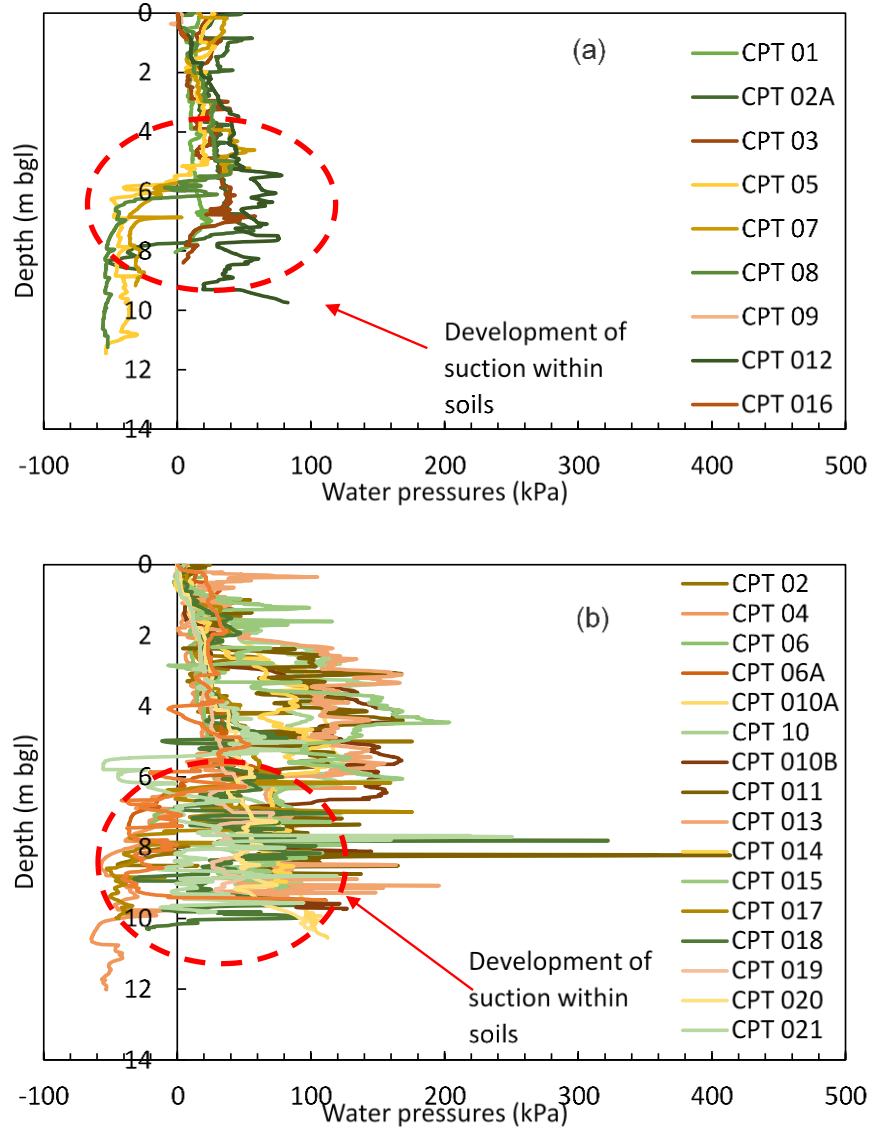 0
(a)
2
4
6
8
10
12
14
Depth (m bgl)
CPT 01
CPT 02A
CPT 03
CPT 05
CPT 07
CPT 08
CPT 09
CPT 012
CPT 016
Development of
suction within
soils
-100 0 100 200 300 400 500
Water pressures (kPa)
0
(b)
2
4
6
8
10
12
14
Depth (m bgl)
CPT 02
CPT 04
CPT 06
CPT 06A
CPT 010A
CPT 10
CPT 010B
CPT 011
CPT 013
CPT 014
CPT 015
CPT 017
CPT 018
CPT 019
CPT 020
CPT 021
Development of
suction within
soils
-100 0 100 200 300 400 500
Water pressures (kPa)